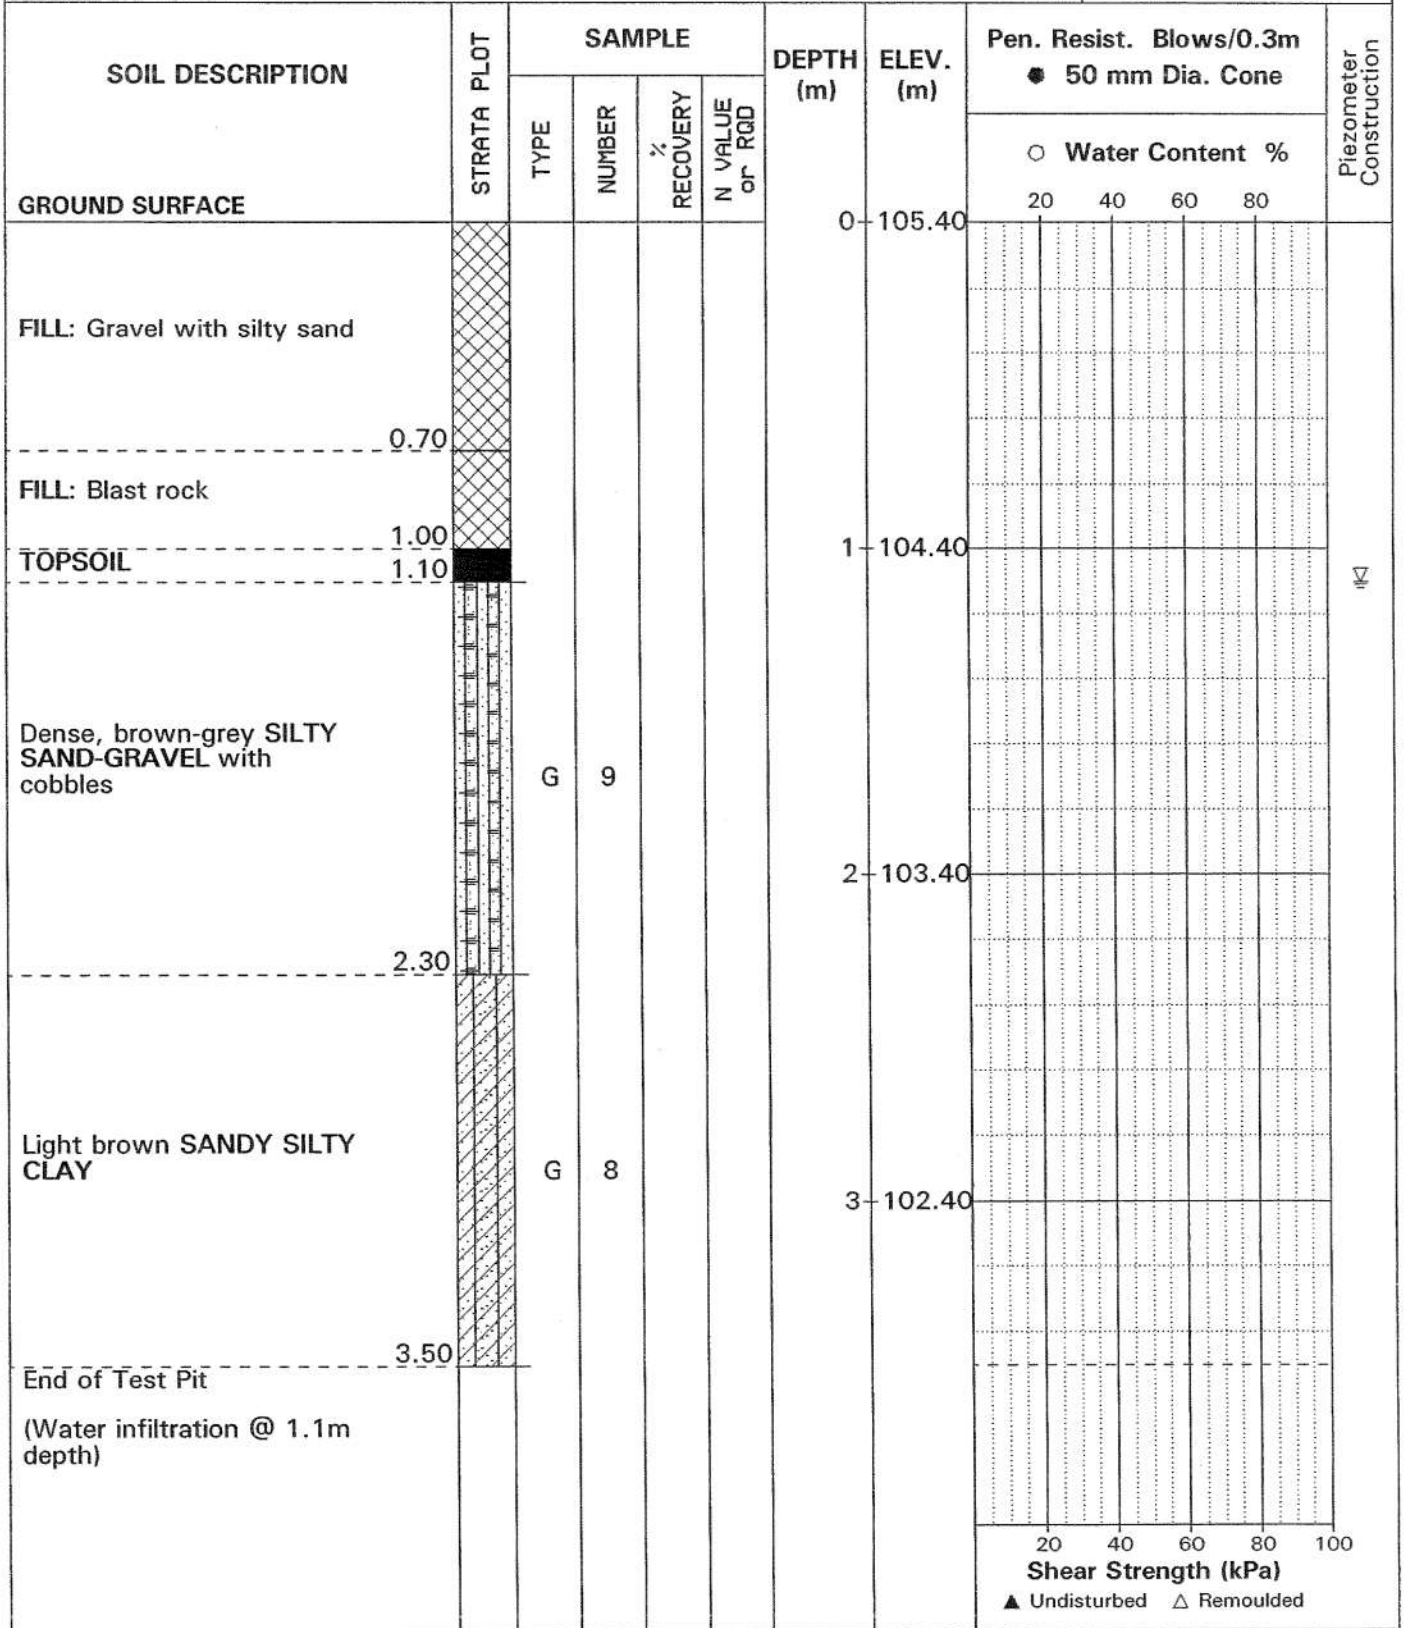 SOIL DESCRIPTION
GROUND SURFACE
STRATA PLOT
SAMPLE
TYPE
NUMBER
%
RECOVERY
N VALUE
or RQD
DEPTH
(m)
ELEV.
(m)
Pen. Resist. Blows/0.3m
● 50 mm Dia. Cone
○ Water Content %
20 40 60 80
Piezometer
Construction
0 105.40
FILL: Gravel with silty sand
0.70
FILL: Blast rock
1.00
1 104.40
TOPSOIL
1.10
Dense, brown-grey SILTY
SAND-GRAVEL with
cobbles
G 9
2 103.40
2.30
Light brown SANDY SILTY
CLAY
G 8
3 102.40
3.50
End of Test Pit
(Water infiltration @ 1.1m
depth)
20 40 60 80 100
Shear Strength (kPa)
▲ Undisturbed △ Remoulded